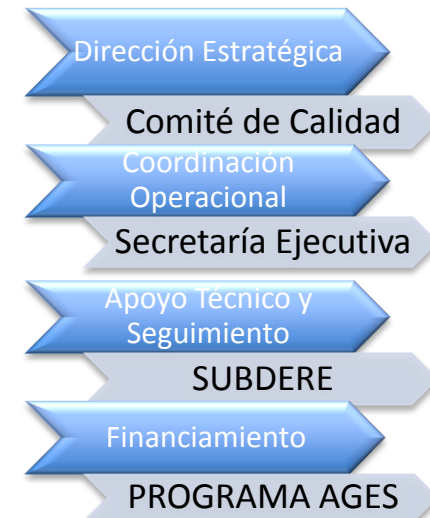 Dirección Estratégica
Comité de Calidad
Coordinación
Operacional
Secretaría Ejecutiva
Apoyo Técnico y
Seguimiento
SUBDERE
Financiamiento
PROGRAMA AGES